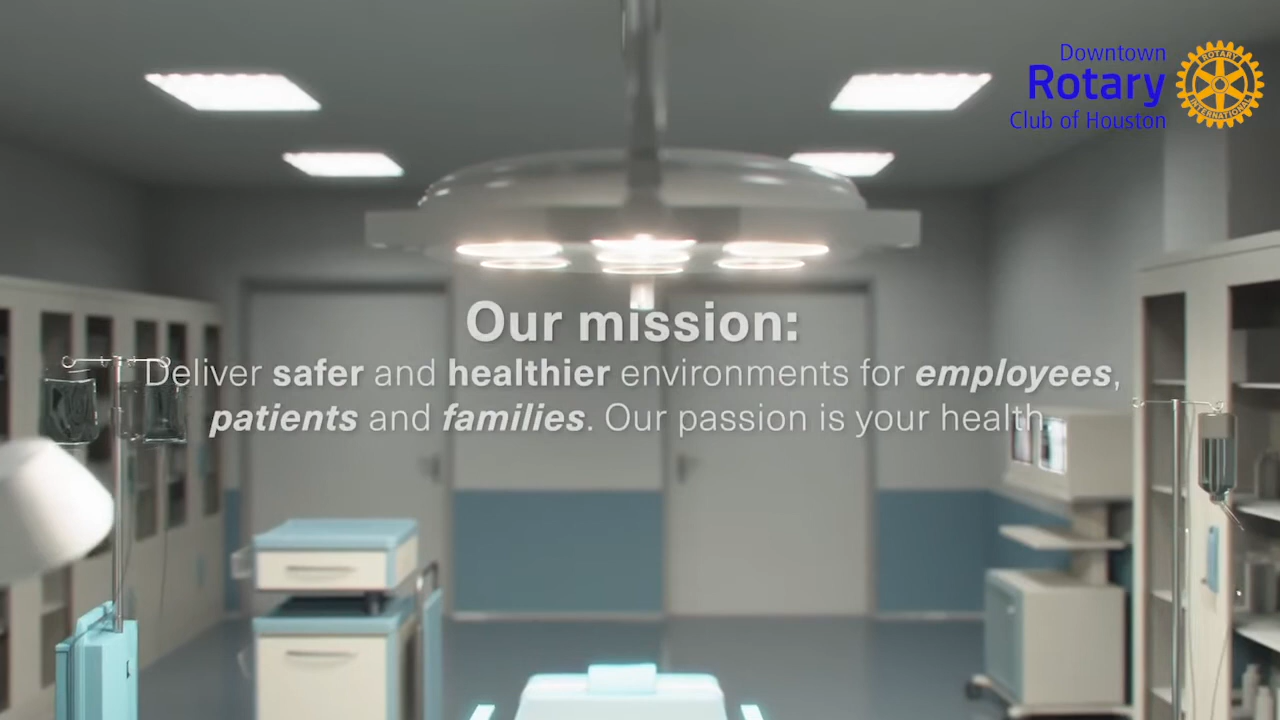 Downtown
Rotary
Club of Houston
ROTARY
INTERNATIONAL
Our mission:
Deliver safer and healthier environments for employees,
patients and families. Our passion is your health.